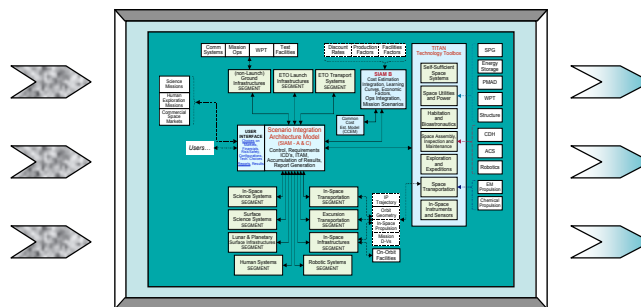 Comm Systems
Mission Ops
WPT
Test Facilities
Discount Rates
Production Factors
Facilities Factors
TITAN
Technology Toolbox
Science Missions
Human Exploration Missions
Commercial Space Markets
Users...
(non-Launch)
Ground
Infrastructures
SEGMENT
ETO Launch
Infrastructures
SEGMENT
ETO Transport
Systems
SEGMENT
SIAM B
Cost Estimation
Integration, Learning
Curves, Economic
Factors,
Ops Integration,
Mission Scenarios
Common Cost
Est. Model (CCEM)
USER
INTERFACE
Scenario Integration
Architecture Model
(SIAM - A & C)
Control, Requirements
ICD's, ITAM,
Accumulation of Results,
Report Generation
Self-Sufficient
Space
Systems
Space Utilities
and Power
Habitation and
Bioastronautics
Space Assembly,
Inspection and
Maintenance
Exploration
and
Expeditions
Space
Transportation
In-Space
Instruments
and Sensors
SPG
Energy Storage
PMAD
WPT
Structure
CDH
ACS
Robotics
EM Propulsion
Chemical Propulsion
In-Space
Science Systems
SEGMENT
In-Space
Transportation
SEGMENT
IP Trajectory
Orbit Geometry
In-Space Propulsion
Mission D-Vs
On-Orbit Facilities
Surface
Science Systems
SEGMENT
Excursion
Transportation
SEGMENT
Lunar & Planetary
Surface Infrastructures
SEGMENT
In-Space
Infrastructures
SEGMENT
Human Systems
SEGMENT
Robotic Systems
SEGMENT